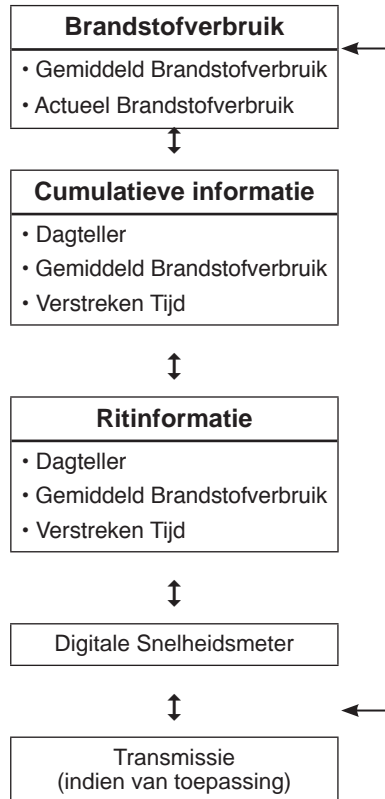 Brandstofverbruik
• Gemiddeld Brandstofverbruik
• Actueel Brandstofverbruik
Cumulatieve informatie
• Dagteller
• Gemiddeld Brandstofverbruik
• Verstreken Tijd
Ritinformatie
• Dagteller
• Gemiddeld Brandstofverbruik
• Verstreken Tijd
Digitale Snelheidsmeter
Transmissie
(indien van toepassing)